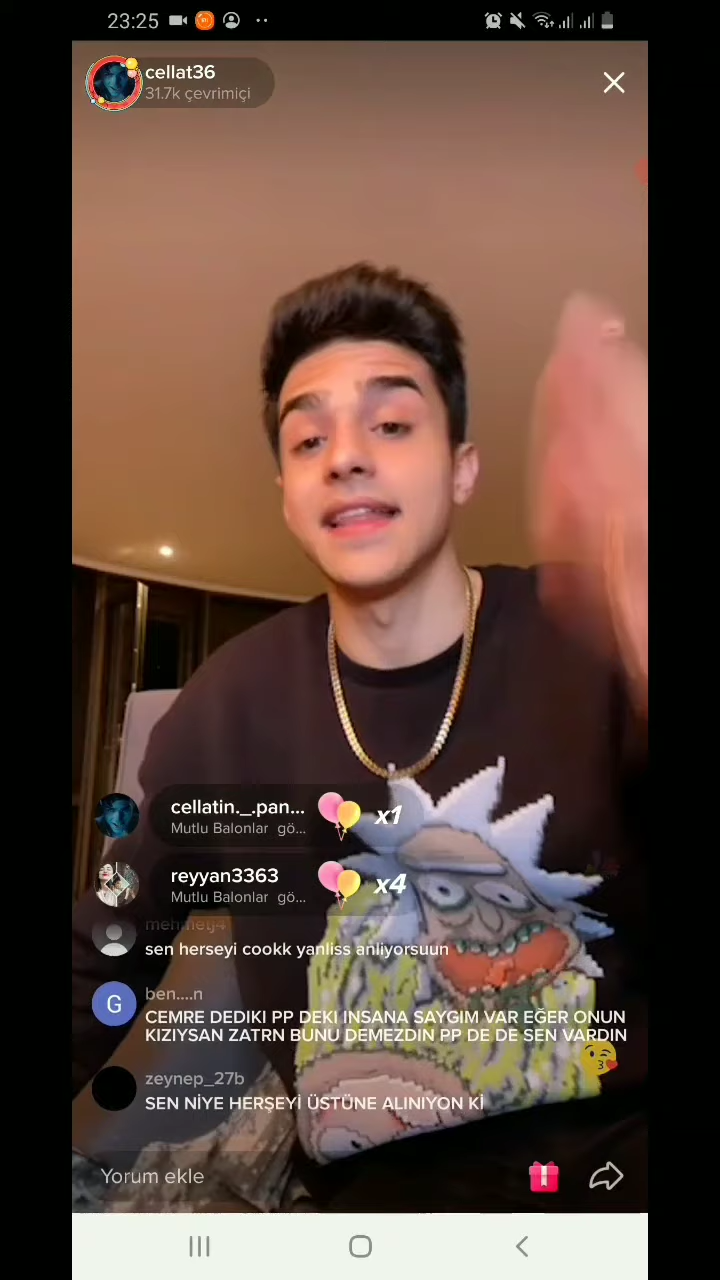 23:25
cellat36
31.7k çevrimiçi
cellatin._.pan... x1
Mutlu Balonlar gö...
reyyan3363 x4
Mutlu Balonlar gö...
mehmetj4
sen herseyi cookk yanliss anliyorsuun
G
ben....n
CEMRE DEDIKI PP DEKI INSANA SAYGIM VAR EĞER ONUN
KIZIYSAN ZATRN BUNU DEMEZDIN PP DE DE SEN VARDIN
zeynep_27b
SEN NİYE HERŞEYİ ÜSTÜNE ALINIYON Kİ
Yorum ekle